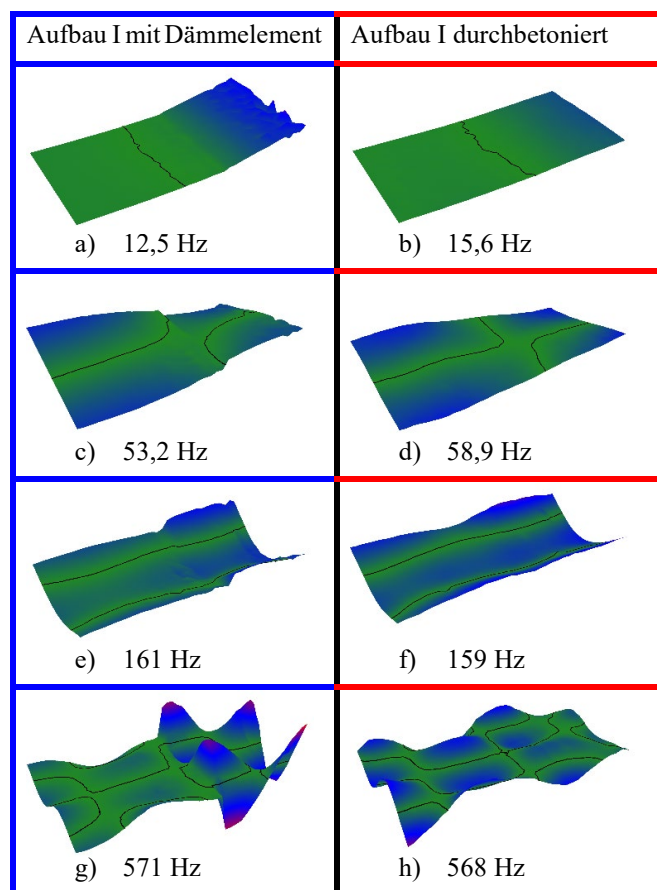 Aufbau I mit Dämmelement
Aufbau I durchbetoniert
a) 12,5 Hz
b) 15,6 Hz
c) 53,2 Hz
d) 58,9 Hz
e) 161 Hz
f) 159 Hz
g) 571 Hz
h) 568 Hz